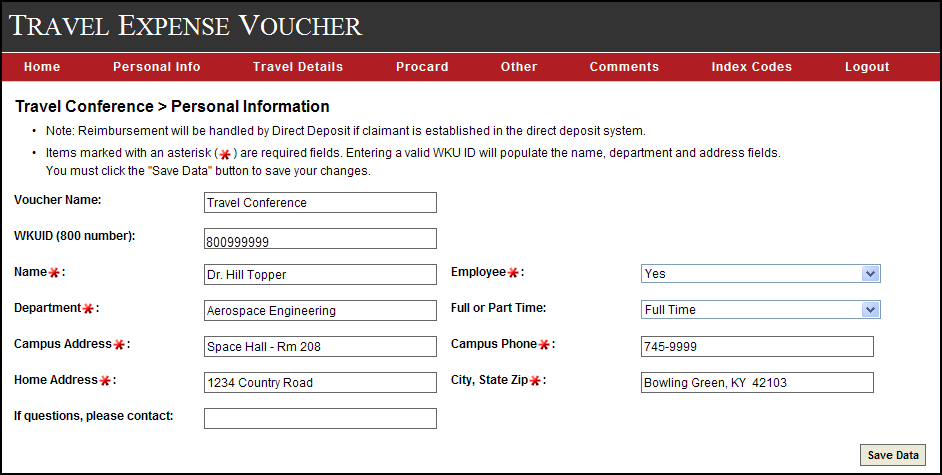 TRAVEL EXPENSE VOUCHER
Home Personal Info Travel Details Procard Other Comments Index Codes Logout
Travel Conference > Personal Information
• Note: Reimbursement will be handled by Direct Deposit if claimant is established in the direct deposit system.
• Items marked with an asterisk (*) are required fields. Entering a valid WKU ID will populate the name, department and address fields.
You must click the "Save Data" button to save your changes.
Voucher Name: Travel Conference
WKUID (800 number): 800999999
Name*: Dr. Hill Topper Employee*: Yes
Department*: Aerospace Engineering Full or Part Time: Full Time
Campus Address*: Space Hall - Rm 208 Campus Phone*: 745-9999
Home Address*: 1234 Country Road City, State Zip*: Bowling Green, KY 42103
If questions, please contact:
Save Data